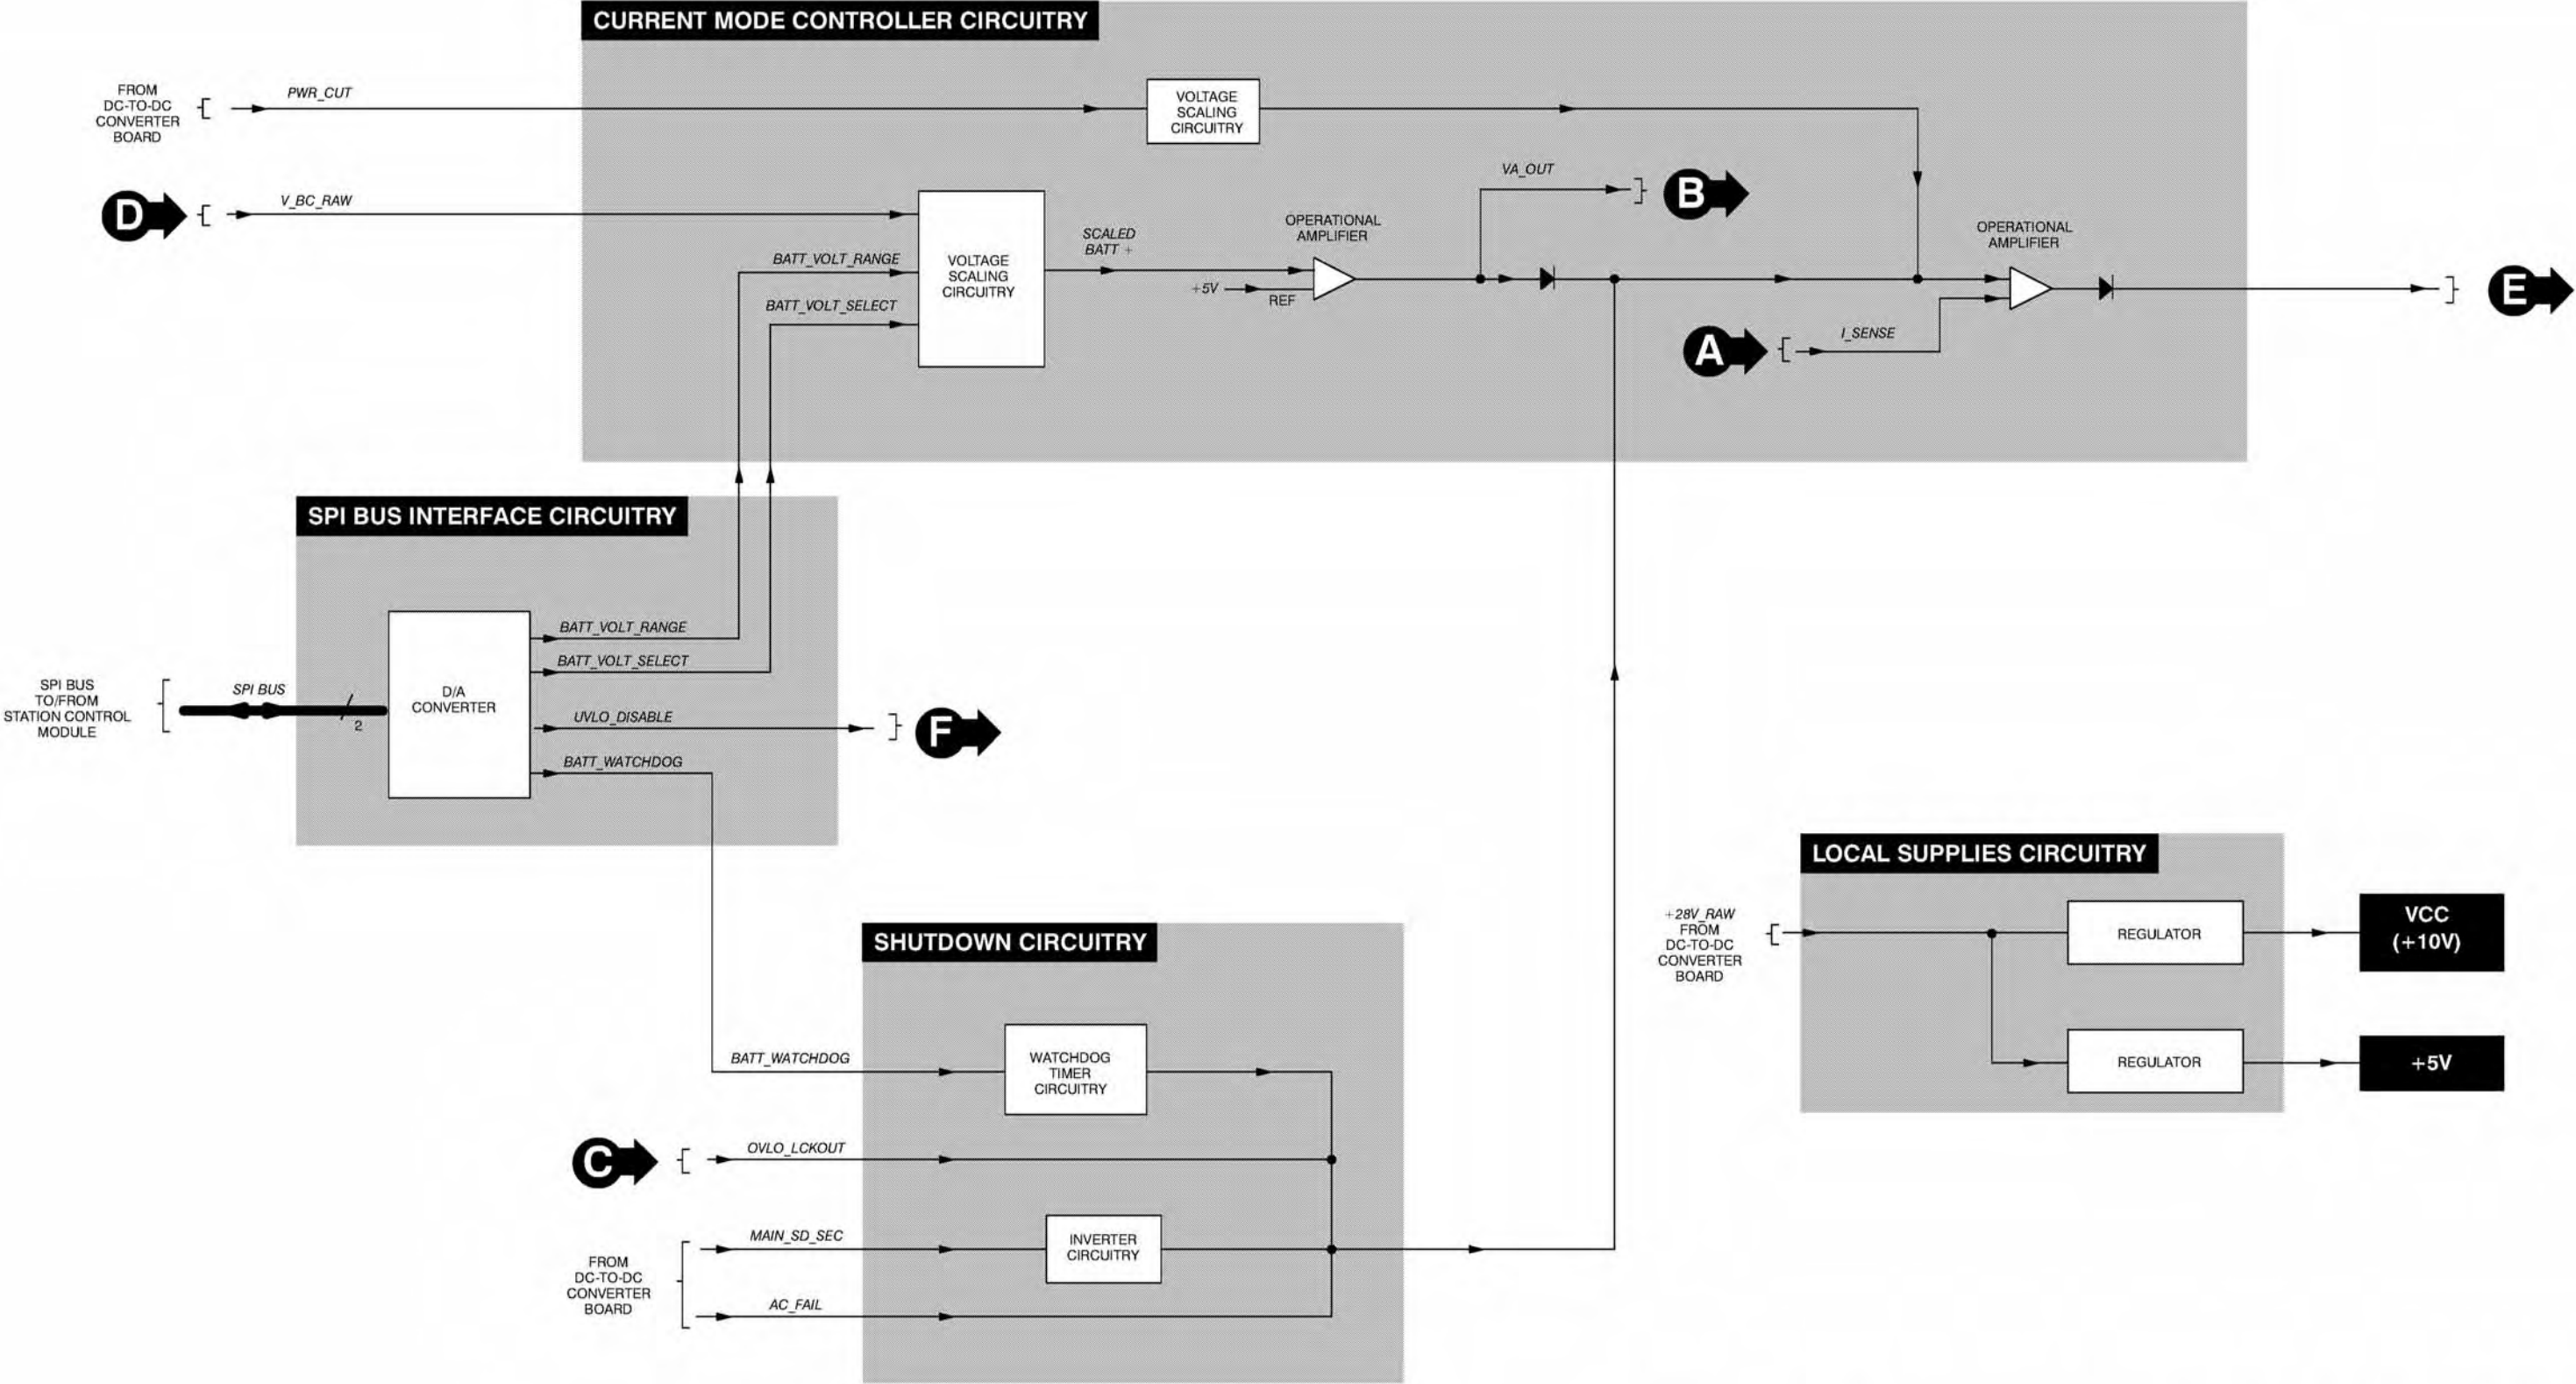 CURRENT MODE CONTROLLER CIRCUITRY
FROM
DC-TO-DC
CONVERTER
BOARD
PWR_CUT
VOLTAGE
SCALING
CIRCUITRY
D
V_BC_RAW
BATT_VOLT_RANGE
BATT_VOLT_SELECT
VOLTAGE
SCALING
CIRCUITRY
SCALED
BATT +
+5V
REF
OPERATIONAL
AMPLIFIER
VA_OUT
B
A
I_SENSE
OPERATIONAL
AMPLIFIER
E
SPI BUS INTERFACE CIRCUITRY
SPI BUS
TO/FROM
STATION CONTROL
MODULE
SPI BUS
2
D/A
CONVERTER
BATT_VOLT_RANGE
BATT_VOLT_SELECT
UVLO_DISABLE
BATT_WATCHDOG
F
SHUTDOWN CIRCUITRY
BATT_WATCHDOG
WATCHDOG
TIMER
CIRCUITRY
C
OVLO_LCKOUT
FROM
DC-TO-DC
CONVERTER
BOARD
MAIN_SD_SEC
INVERTER
CIRCUITRY
AC_FAIL
LOCAL SUPPLIES CIRCUITRY
+28V_RAW
FROM
DC-TO-DC
CONVERTER
BOARD
REGULATOR
VCC
(+10V)
REGULATOR
+5V